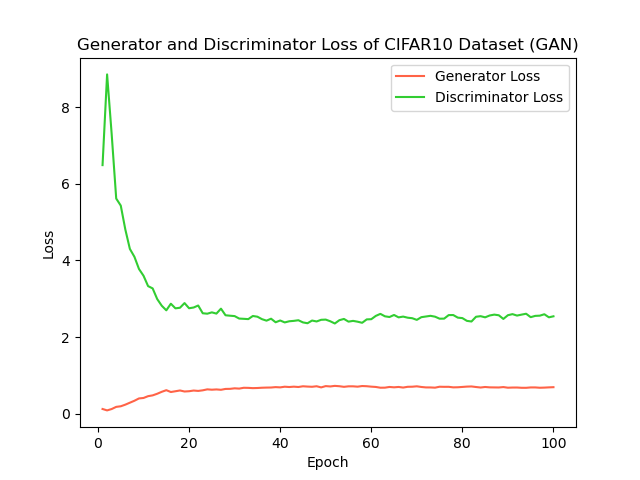 Generator and Discriminator Loss of CIFAR10 Dataset (GAN)
Generator Loss
Discriminator Loss
Loss
8
6
4
2
0
0 20 40 60 80 100
Epoch